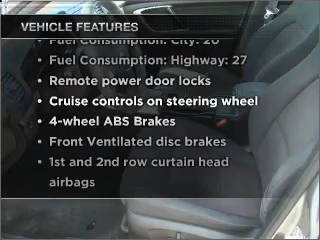 VEHICLE FEATURES
• Fuel Consumption: City: 20
• Fuel Consumption: Highway: 27
• Remote power door locks
• Cruise controls on steering wheel
• 4-wheel ABS Brakes
• Front Ventilated disc brakes
• 1st and 2nd row curtain head
airbags